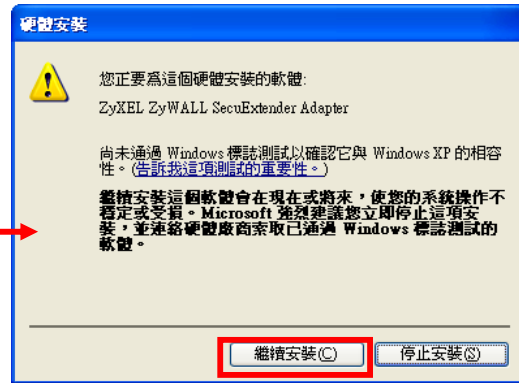 硬體安裝
您正要為這個硬體安裝的軟體:
ZyXEL ZyWALL SecuExtender Adapter
尚未通過 Windows 標誌測試以確認它與 Windows XP 的相容
性。(告訴我這項測試的重要性。)
繼續安裝這個軟體會在現在或將來，使您的系統操作不
穩定或受損。Microsoft 強烈建議您立即停止這項安
裝，並連絡硬體廠商索取已通過 Windows 標誌測試的
軟體。
繼續安裝(C)
停止安裝(S)